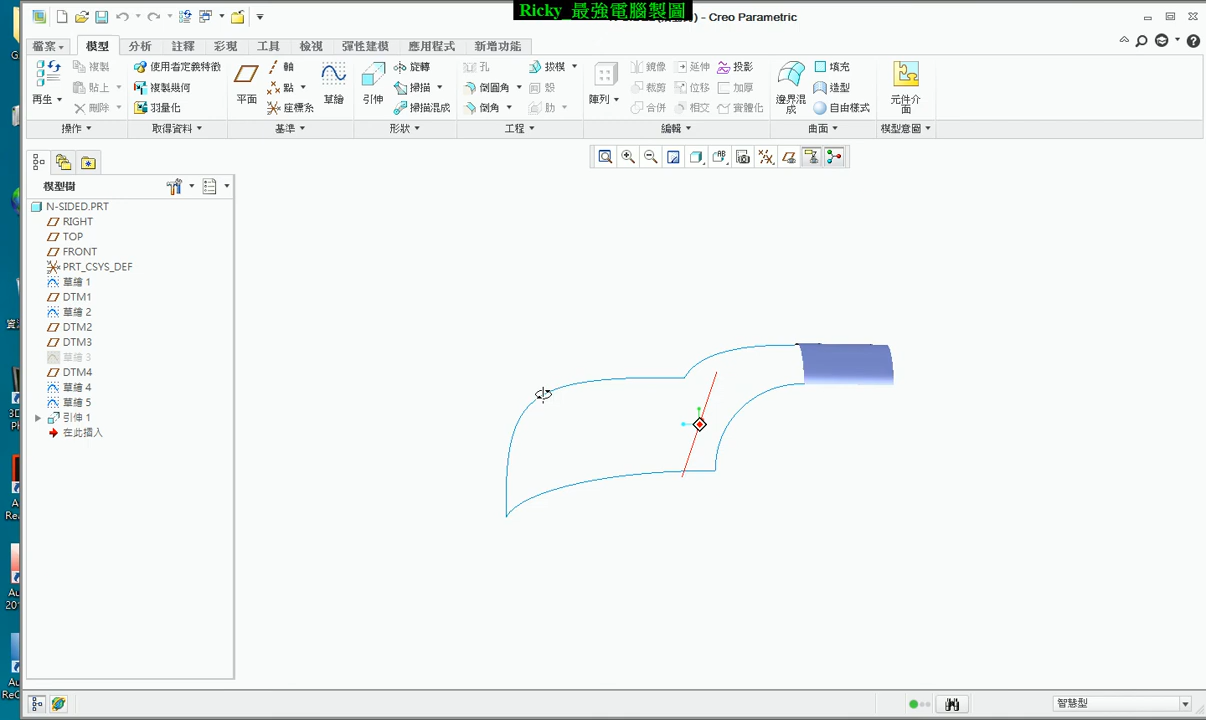 Ricky 最強電腦製圖
- Creo Parametric
檔案 模型 分析 註釋 彩現 工具 檢視 彈性建模 應用程式 新增功能
再生
複製
貼上
刪除
使用者定義特徵
複製幾何
羽量化
平面
軸
點
座標系
草繪
引伸
旋轉
掃描
掃描混成
孔
倒圓角
倒角
拔模
殼
肋
陣列
鏡像
裁剪
合併
延伸
位移
相交
投影
加厚
實體化
邊界混成
填充
造型
自由樣式
元件介面
操作 取得資料 基準 形狀 工程 編輯 曲面 模型意圖
模型樹
N-SIDED.PRT
RIGHT
TOP
FRONT
PRT_CSYS_DEF
草繪 1
DTM1
草繪 2
DTM2
DTM3
草繪 3
DTM4
草繪 4
草繪 5
引伸 1
在此插入
智慧型